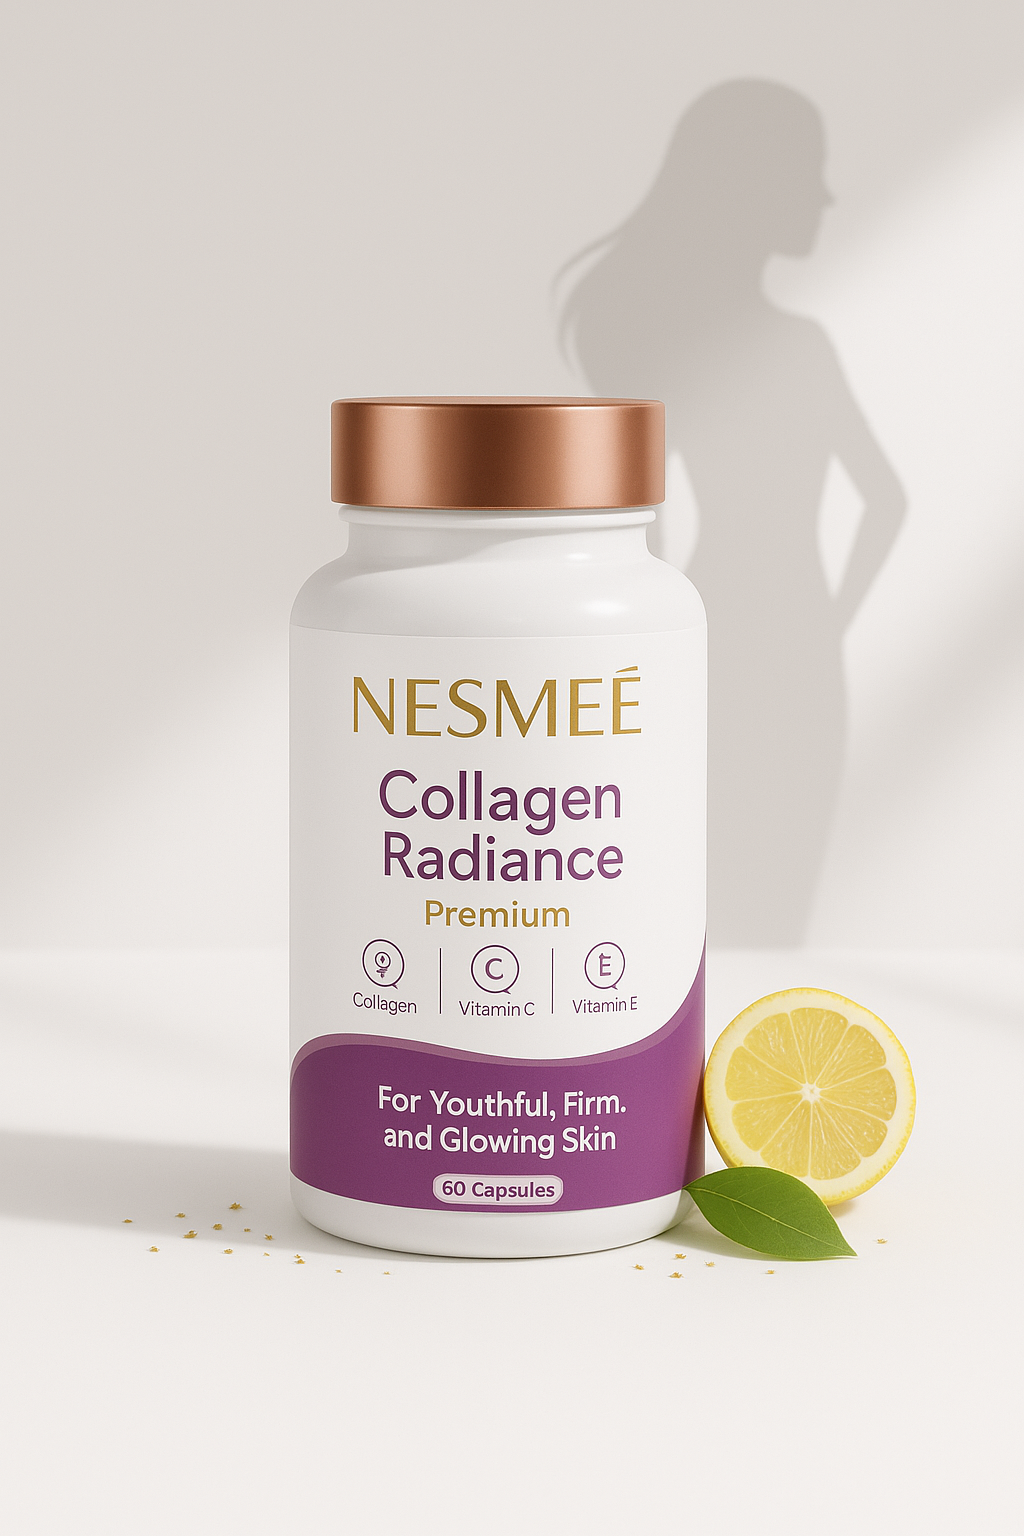 NESMEÉ
Collagen
Radiance
Premium
C
E
Collagen
Vitamin C
Vitamin E
For Youthful, Firm.
and Glowing Skin
60 Capsules